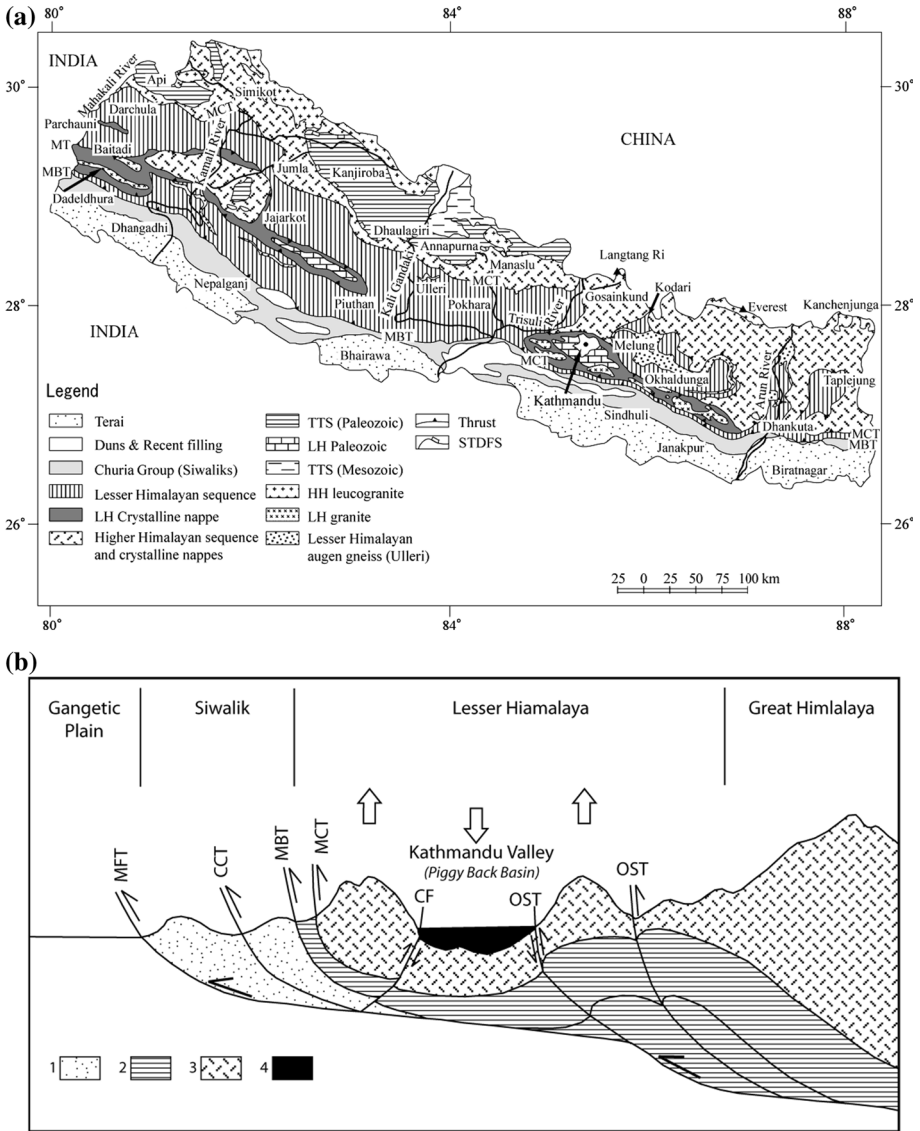 (a)
80°
84°
88°
30°
30°
INDIA
Mahakali River
Api
Simikot
Darchula
MCT
Parchauni
Karnali River
CHINA
MT
Baitadi
Jumla
Kanjiroba
MBT
Dadeldhura
Jajarkot
Dhaulagiri
Dhangadhi
Annapurna
Langtang Ri
Manaslu
Kali Gandaki
MCT
Gosainkund
Kodari
Nepalganj
Ulleri
Everest
Kanchenjunga
28°
28°
Piuthan
Pokhara
Trisuli River
INDIA
MBT
Melung
Bhairawa
MCT
Okhaldunga
Arun River
Taplejung
Kathmandu
Sindhuli
Dhankuta
MCT
MBT
Janakpur
Biratnagar
26°
26°
Legend
Terai
Duns & Recent filling
Churia Group (Siwaliks)
Lesser Himalayan sequence
LH Crystalline nappe
Higher Himalayan sequence
and crystalline nappes
TTS (Paleozoic)
LH Paleozoic
TTS (Mesozoic)
HH leucogranite
LH granite
Lesser Himalayan
augen gneiss (Ulleri)
Thrust
STDFS
25 0 25 50 75 100 km
80°
84°
88°
(b)
Gangetic
Plain
Siwalik
Lesser Hiamalaya
Great Himlalaya
MFT
CCT
MBT
MCT
Kathmandu Valley
(Piggy Back Basin)
CF
OST
OST
1
2
3
4